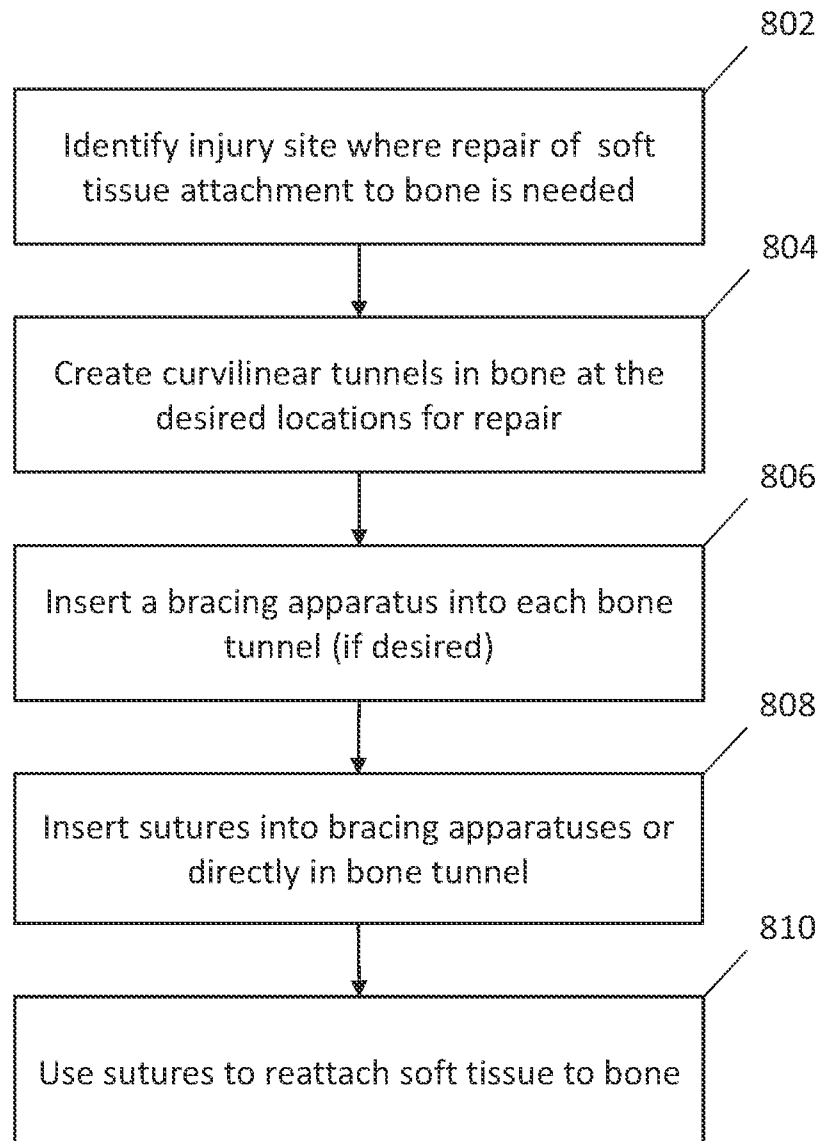 802
Identify injury site where repair of soft
tissue attachment to bone is needed
804
Create curvilinear tunnels in bone at the
desired locations for repair
806
Insert a bracing apparatus into each bone
tunnel (if desired)
808
Insert sutures into bracing apparatuses or
directly in bone tunnel
810
Use sutures to reattach soft tissue to bone